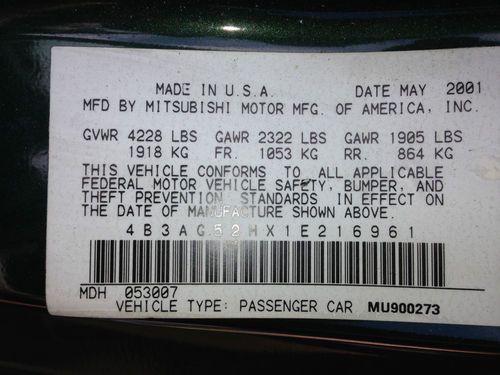 MADE IN U.S.A. DATE MAY 2001
MFD BY MITSUBISHI MOTOR MFG. OF AMERICA, INC.
GVWR 4228 LBS GAWR 2322 LBS GAWR 1905 LBS
1918 KG FR. 1053 KG RR. 864 KG
THIS VEHICLE CONFORMS TO ALL APPLICABLE
FEDERAL MOTOR VEHICLE SAFETY, BUMPER, AND
THEFT PREVENTION STANDARDS IN EFFECT ON
THE DATE OF MANUFACTURE SHOWN ABOVE.
4B3AG52HX1E216961
MDH 053007
VEHICLE TYPE: PASSENGER CAR MU900273